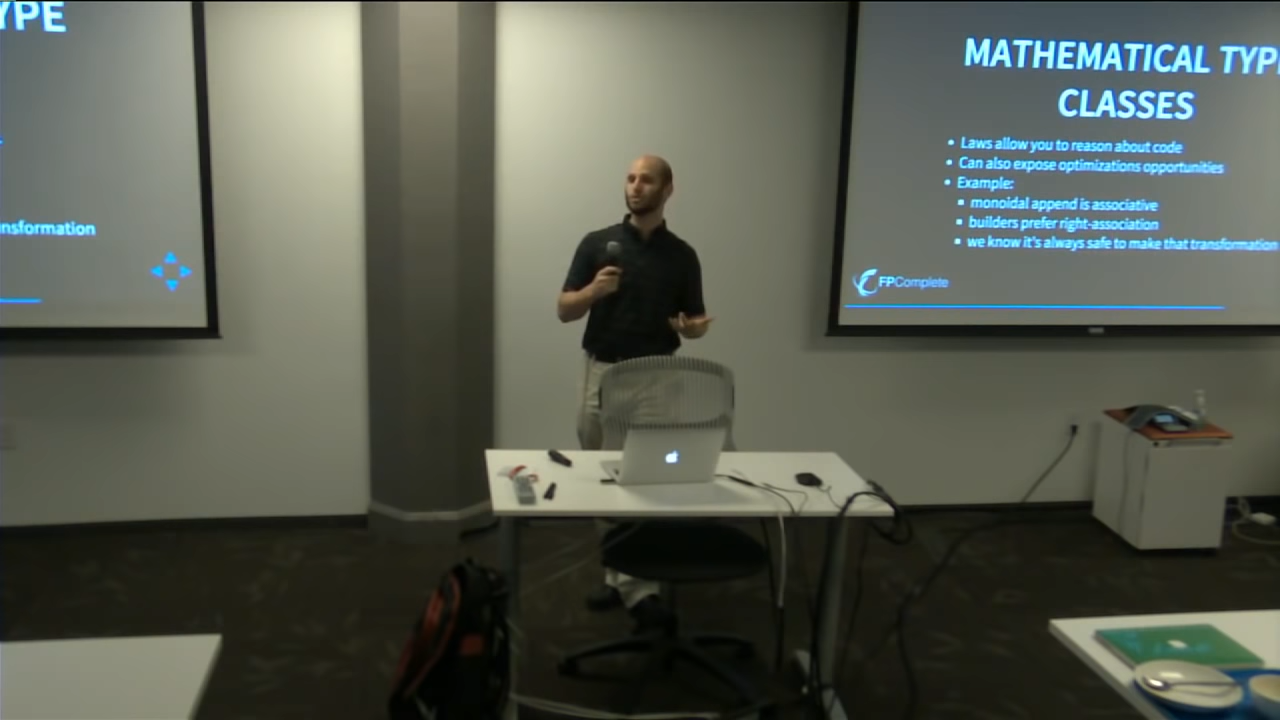 YPE
nsformation
MATHEMATICAL TYP
CLASSES
• Laws allow you to reason about code
• Can also expose optimizations opportunities
• Example:
▪ monoidal append is associative
▪ builders prefer right-association
▪ we know it's always safe to make that transformation
FPComplete